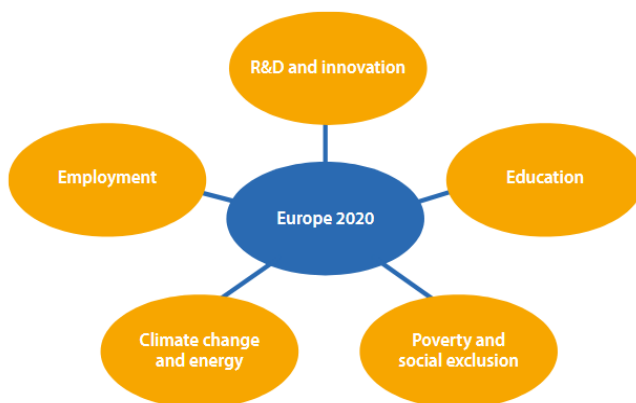 R&D and innovation
Employment
Education
Europe 2020
Climate change
and energy
Poverty and
social exclusion